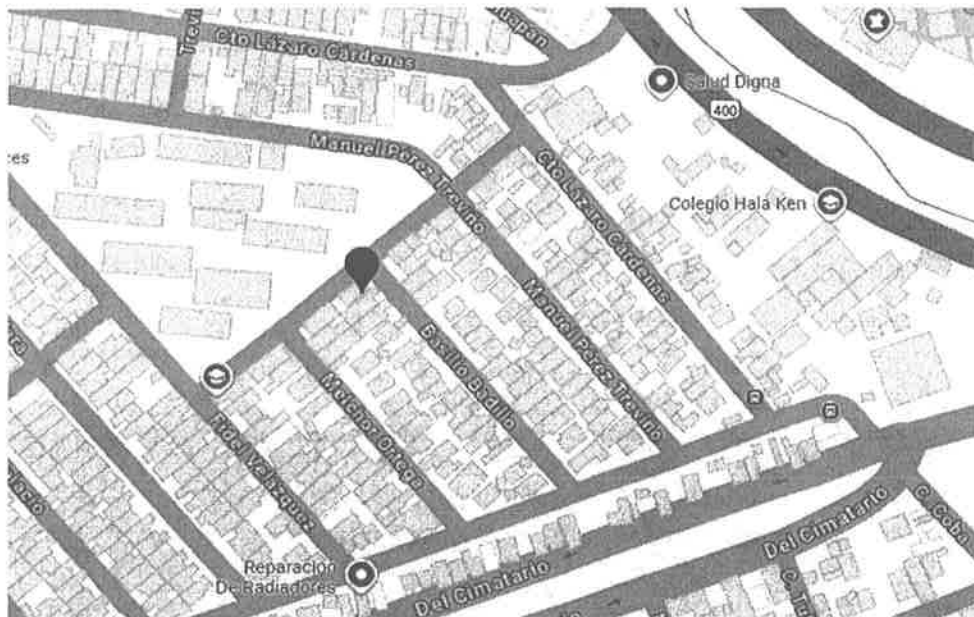 Cto Lázaro Cárdenas
Salud Digna
400
Manuel Pérez Treviño
Cto Lázaro Cárdenas
Colegio Hala Ken
Manuel Pérez Treviño
Basilio Badillo
Melchor Ortega
Fidel Velázquez
Reparación
De Radiadores
Del Cimatario
Del Cimatario